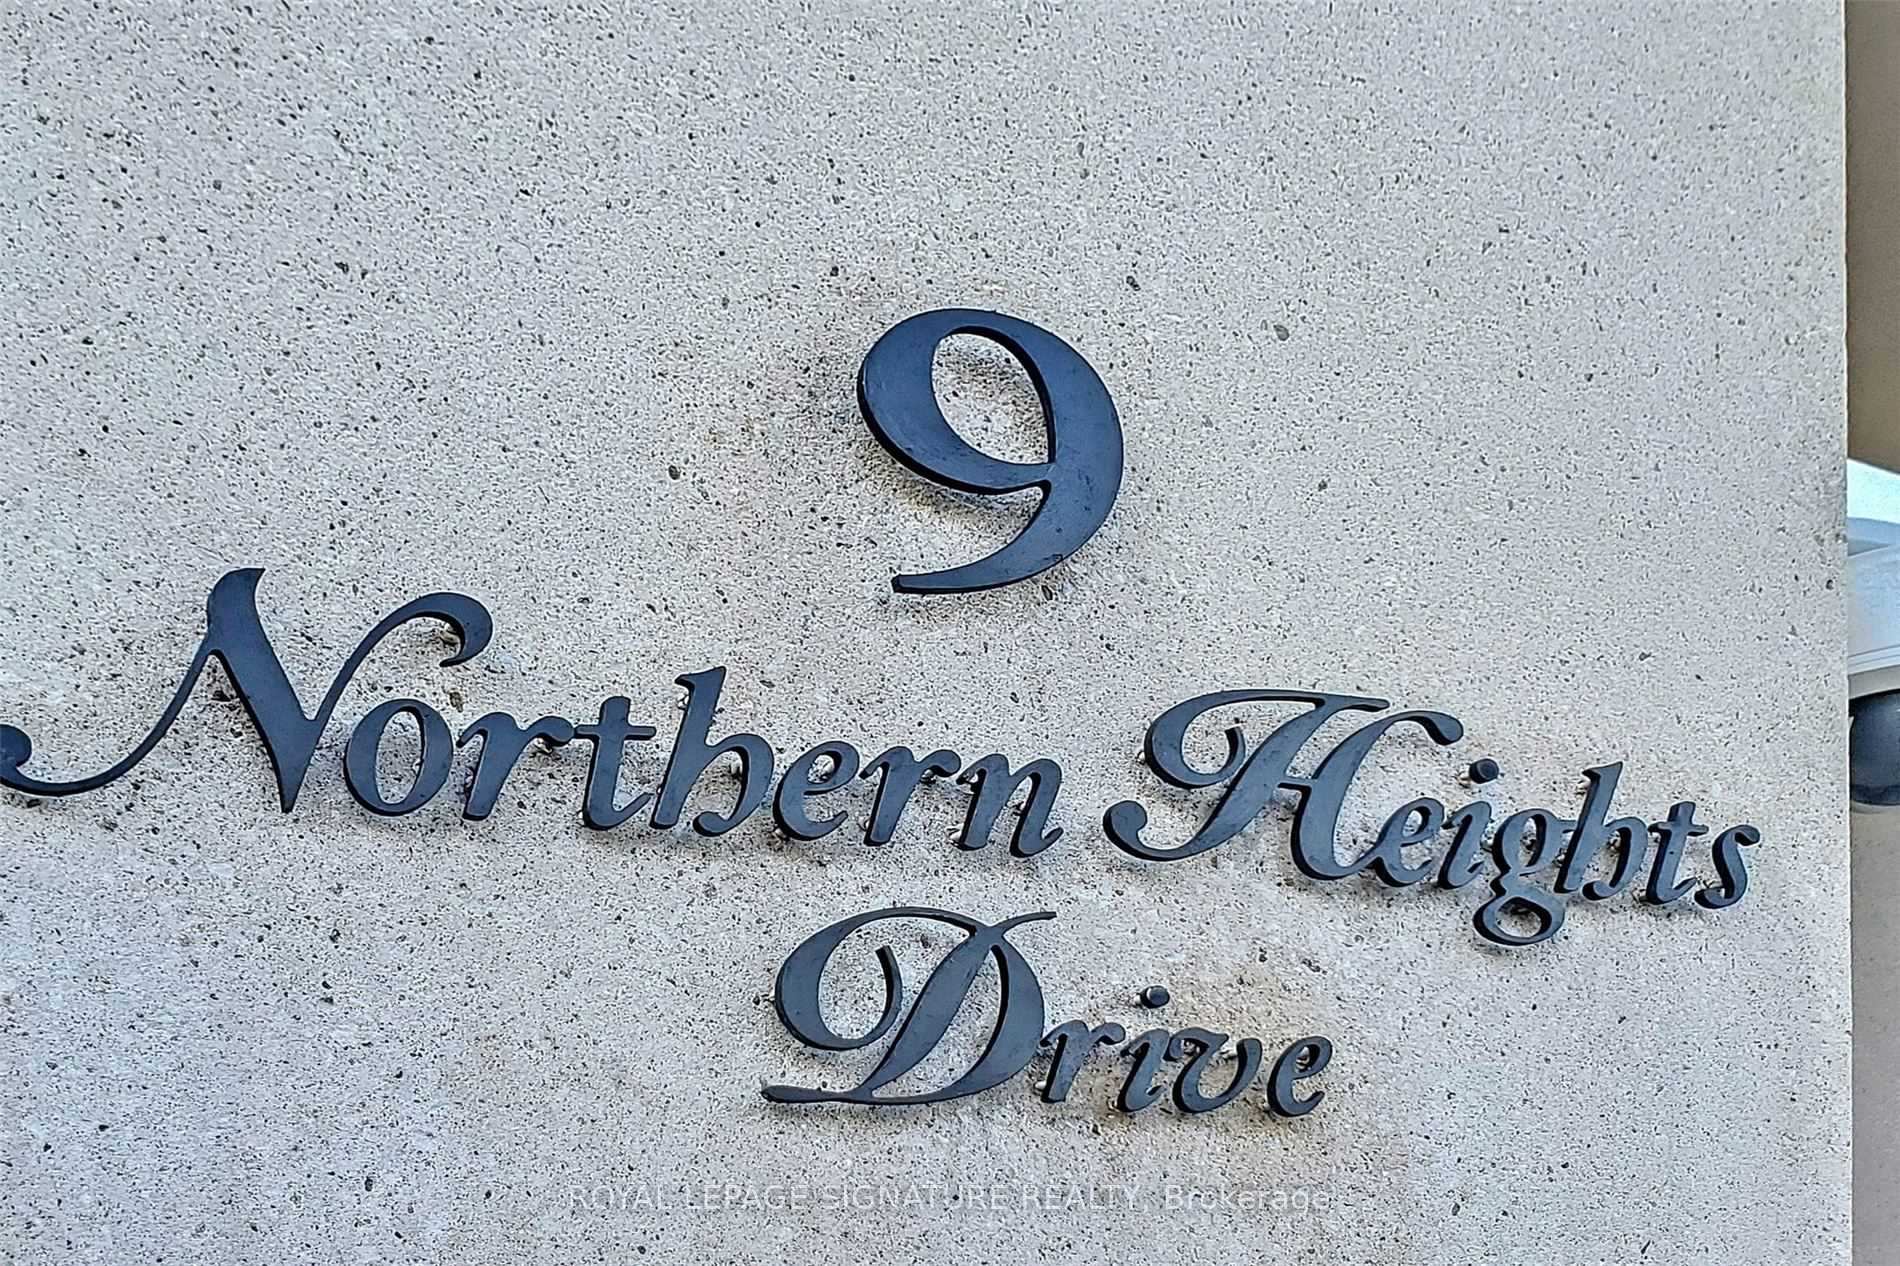 9
Northern Heights
Drive
ROYAL LEPAGE SIGNATURE REALTY, Brokerage